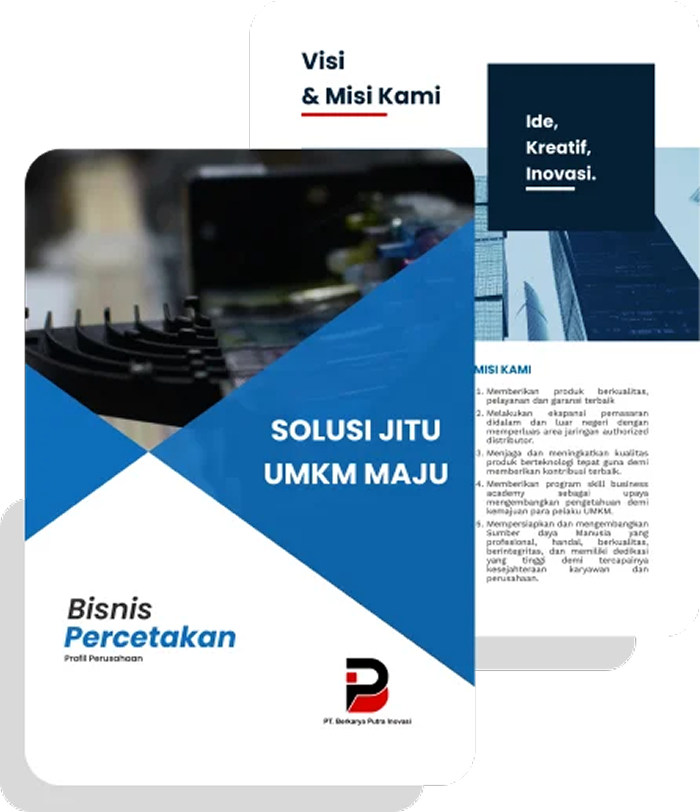 Visi
& Misi Kami
Ide,
Kreatif,
Inovasi.
MISI KAMI
1. Memberikan produk berkualitas,
pelayanan dan garansi terbaik
2. Melakukan ekspansi pemasaran
didalam dan luar negeri dengan
memperluas area jaringan authorized
distributor.
3. Menjaga dan meningkatkan kualitas
produk berteknologi tepat guna demi
memberikan kontribusi terbaik.
4. Memberikan program skill business
academy sebagai upaya
mengembangkan pengetahuan demi
kemajuan para pelaku UMKM.
5. Mempersiapkan dan mengembangkan
Sumber daya Manusia yang
profesional, handal, berkualitas,
berintegritas, dan memiliki dedikasi
yang tinggi demi tercapainya
kesejahteraan karyawan dan
perusahaan.
SOLUSI JITU
UMKM MAJU
Bisnis
Percetakan
Profil Perusahaan
PT. Berkarya Putra Inovasi